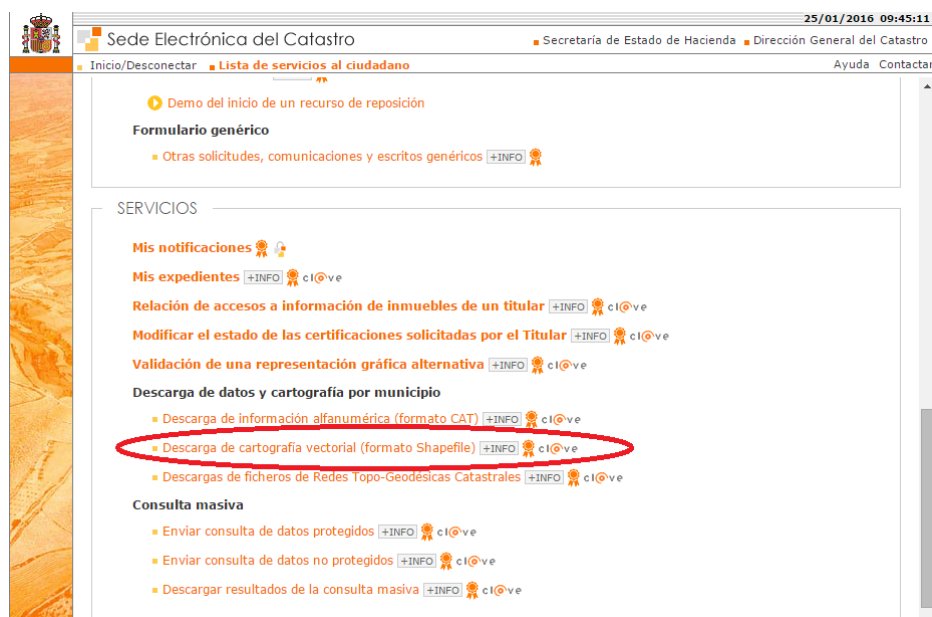 25/01/2016 09:45:11
Sede Electrónica del Catastro
Secretaría de Estado de Hacienda Dirección General del Catastro
Inicio/Desconectar Lista de servicios al ciudadano Ayuda Contactar
Demo del inicio de un recurso de reposición
Formulario genérico
Otras solicitudes, comunicaciones y escritos genéricos +INFO
SERVICIOS
Mis notificaciones
Mis expedientes +INFO cl@ve
Relación de accesos a información de inmuebles de un titular +INFO cl@ve
Modificar el estado de las certificaciones solicitadas por el Titular +INFO cl@ve
Validación de una representación gráfica alternativa +INFO cl@ve
Descarga de datos y cartografía por municipio
Descarga de información alfanumérica (formato CAT) +INFO cl@ve
Descarga de cartografía vectorial (formato Shapefile) +INFO cl@ve
Descargas de ficheros de Redes Topo-Geodésicas Catastrales +INFO cl@ve
Consulta masiva
Enviar consulta de datos protegidos +INFO cl@ve
Enviar consulta de datos no protegidos +INFO cl@ve
Descargar resultados de la consulta masiva +INFO cl@ve